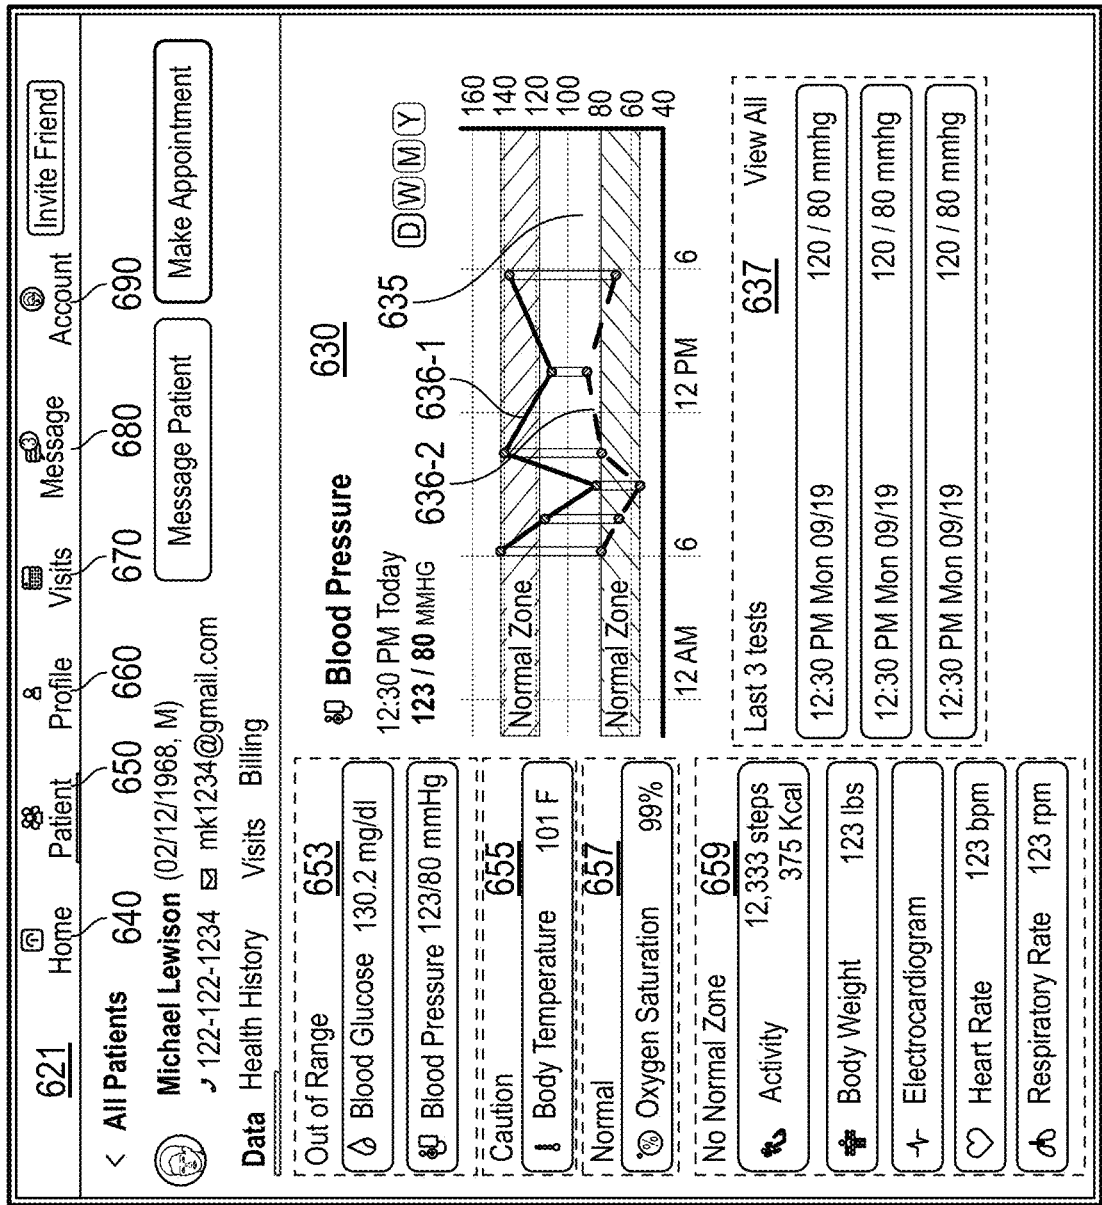 621
Home Patient Profile Visits Message Account Invite Friend
640 650 660 670 680 690
< All Patients
Michael Lewison (02/12/1968, M)
122-122-1234 mk1234@gmail.com
Message Patient Make Appointment
Data Health History Visits Billing
Out of Range 653
Blood Glucose 130.2 mg/dl
Blood Pressure 123/80 mmHg
Caution 655
Body Temperature 101 F
Normal 657
Oxygen Saturation 99%
No Normal Zone 659
Activity 12,333 steps
375 Kcal
Body Weight 123 lbs
Electrocardiogram
Heart Rate 123 bpm
Respiratory Rate 123 rpm
Blood Pressure 630
12:30 PM Today
123 / 80 MMHG
D W M Y
636-2 636-1 635
160
140
120
100
80
60
40
Normal Zone
Normal Zone
12 AM 6 12 PM 6
Last 3 tests 637 View All
12:30 PM Mon 09/19 120 / 80 mmhg
12:30 PM Mon 09/19 120 / 80 mmhg
12:30 PM Mon 09/19 120 / 80 mmhg